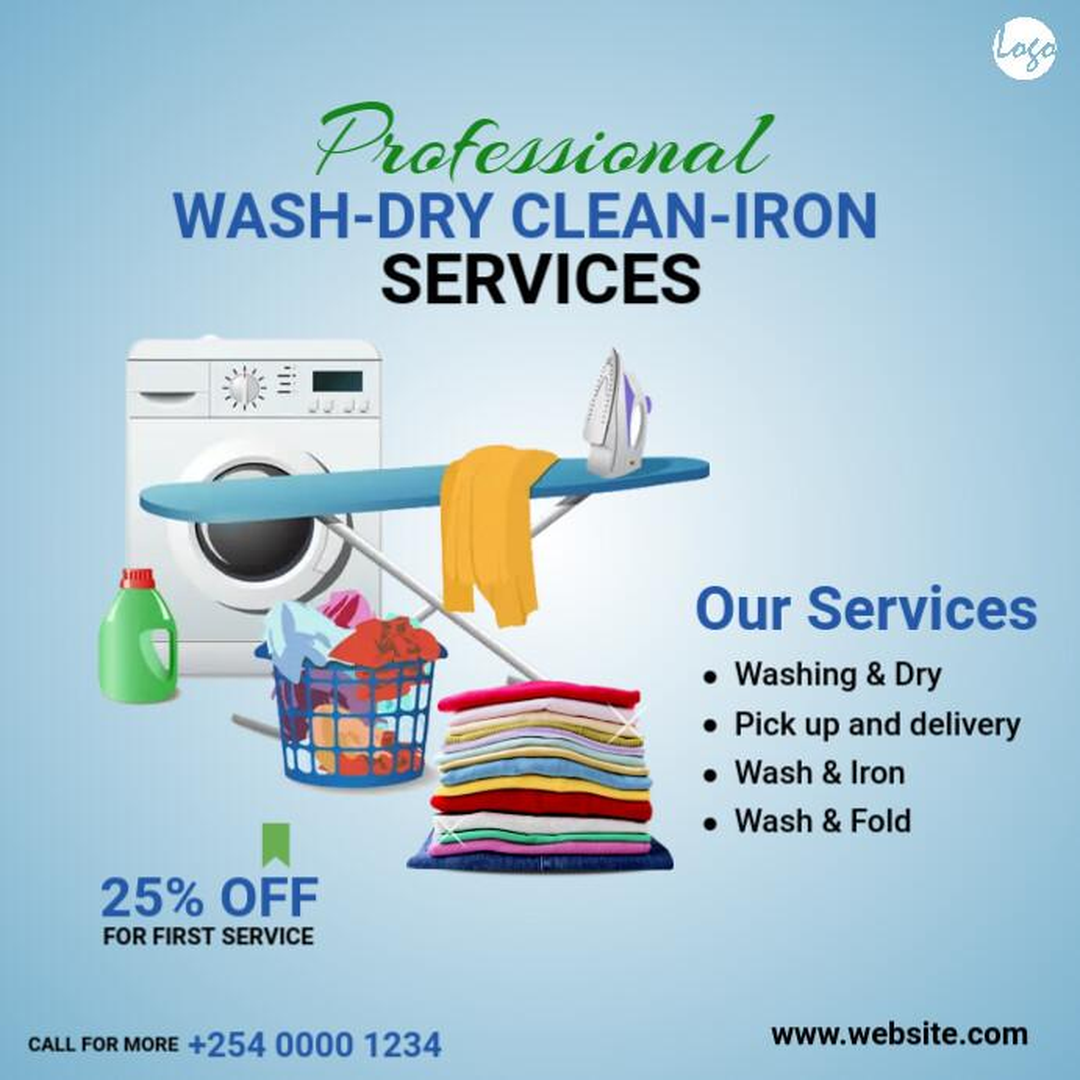 Logo
Professional
WASH-DRY CLEAN-IRON
SERVICES
Our Services
• Washing & Dry
• Pick up and delivery
• Wash & Iron
• Wash & Fold
25% OFF
FOR FIRST SERVICE
CALL FOR MORE +254 0000 1234
www.website.com